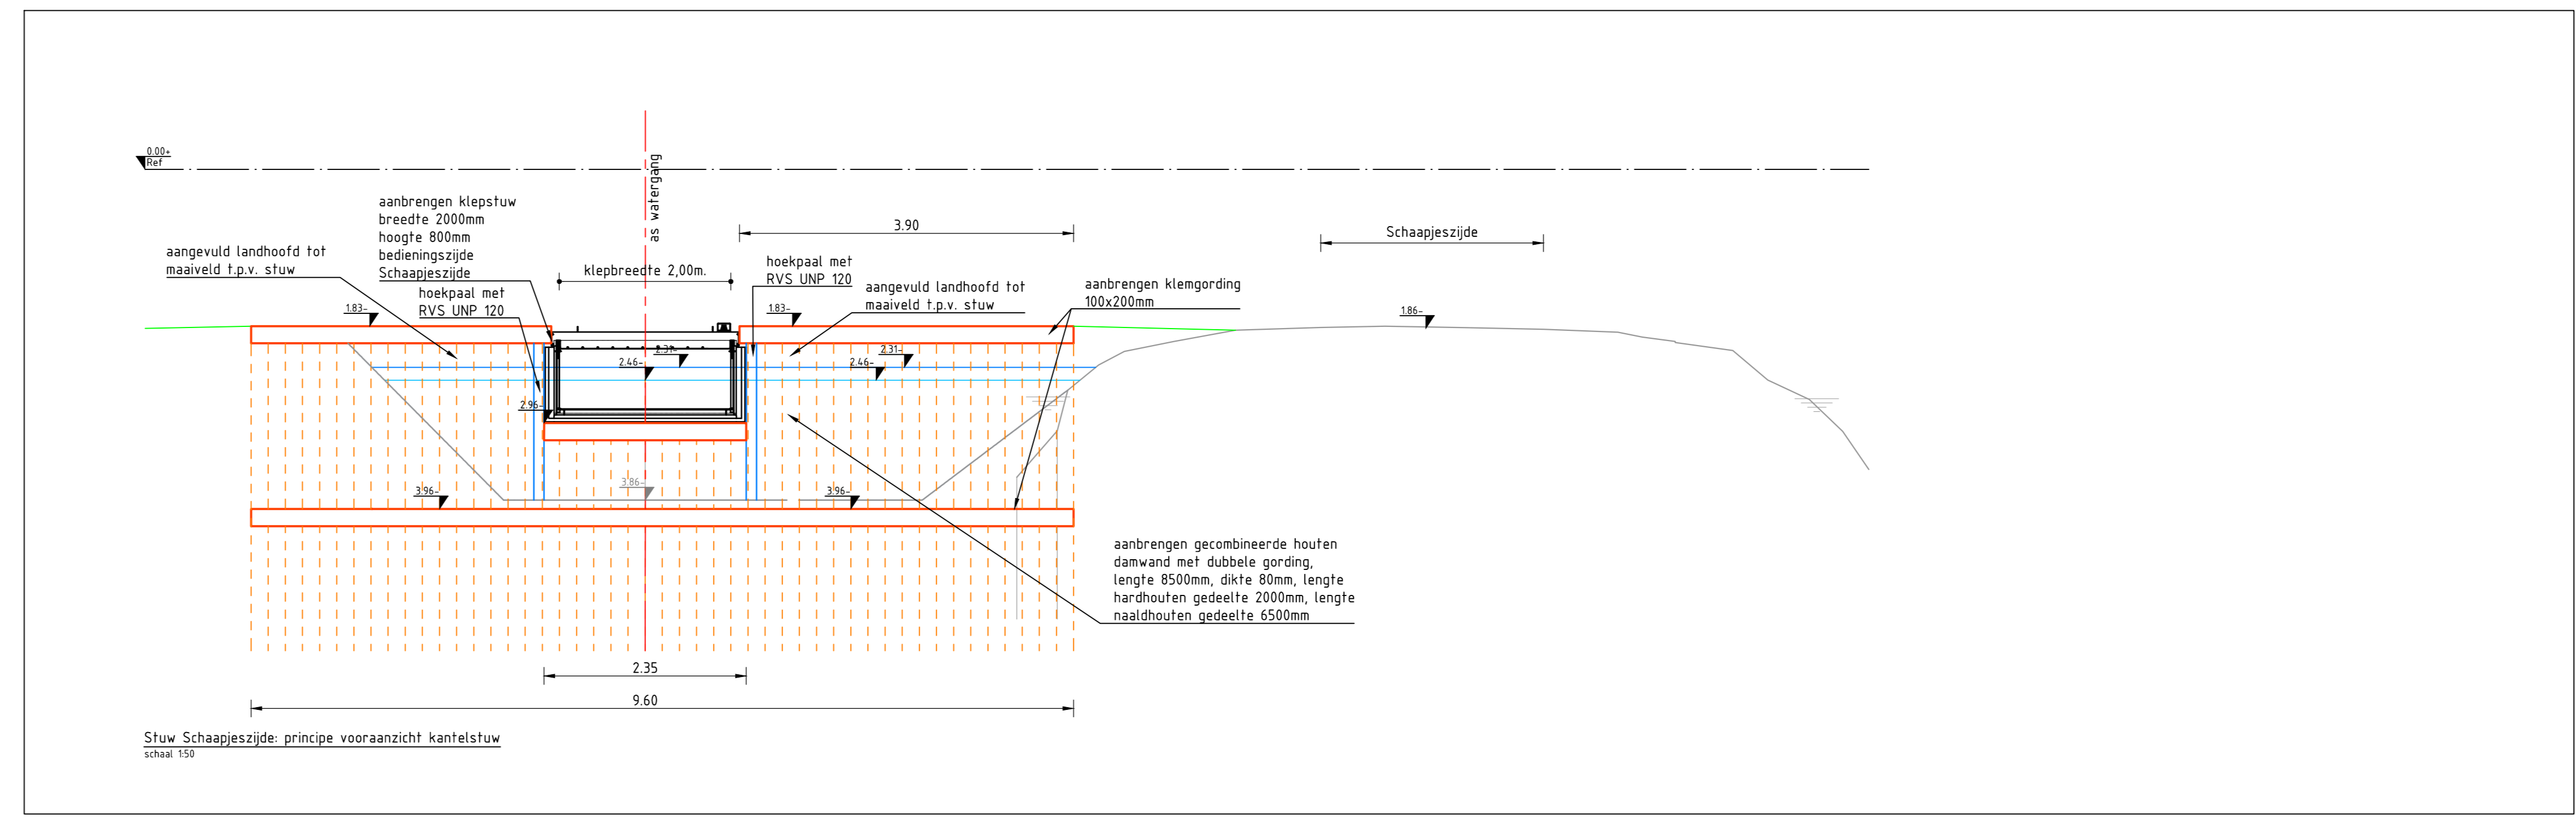 0.00+
Ref
as watergang
aanbrengen klepstuw
breedte 2000mm
hoogte 800mm
bedieningszijde
Schaapjeszijde
aangevuld landhoofd tot
maaiveld t.p.v. stuw
hoekpaal met
RVS UNP 120
klepbreedte 2,00m.
3.90
Schaapjeszijde
hoekpaal met
RVS UNP 120
aangevuld landhoofd tot
maaiveld t.p.v. stuw
aanbrengen klemgording
100x200mm
1.83-
1.83-
1.86-
2.31-
2.31-
2.46-
2.46-
2.96-
3.86-
3.96-
3.96-
aanbrengen gecombineerde houten
damwand met dubbele gording,
lengte 8500mm, dikte 80mm, lengte
hardhouten gedeelte 2000mm, lengte
naaldhouten gedeelte 6500mm
2.35
9.60
Stuw Schaapjeszijde: principe vooraanzicht kantelstuw
schaal 1:50